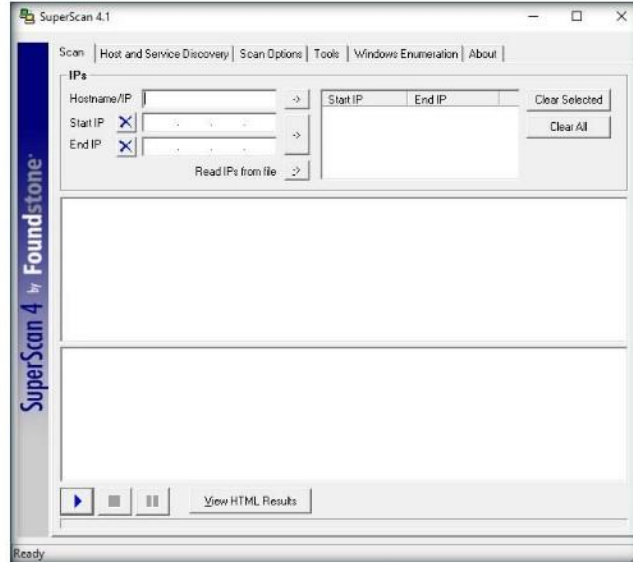 SuperScan 4.1
Scan Host and Service Discovery Scan Options Tools Windows Enumeration About
IPs
Hostname/IP ->
Start IP
End IP
->
Read IPs from file ->
Start IP End IP
Clear Selected
Clear All
SuperScan 4 by Foundstone
View HTML Results
Ready